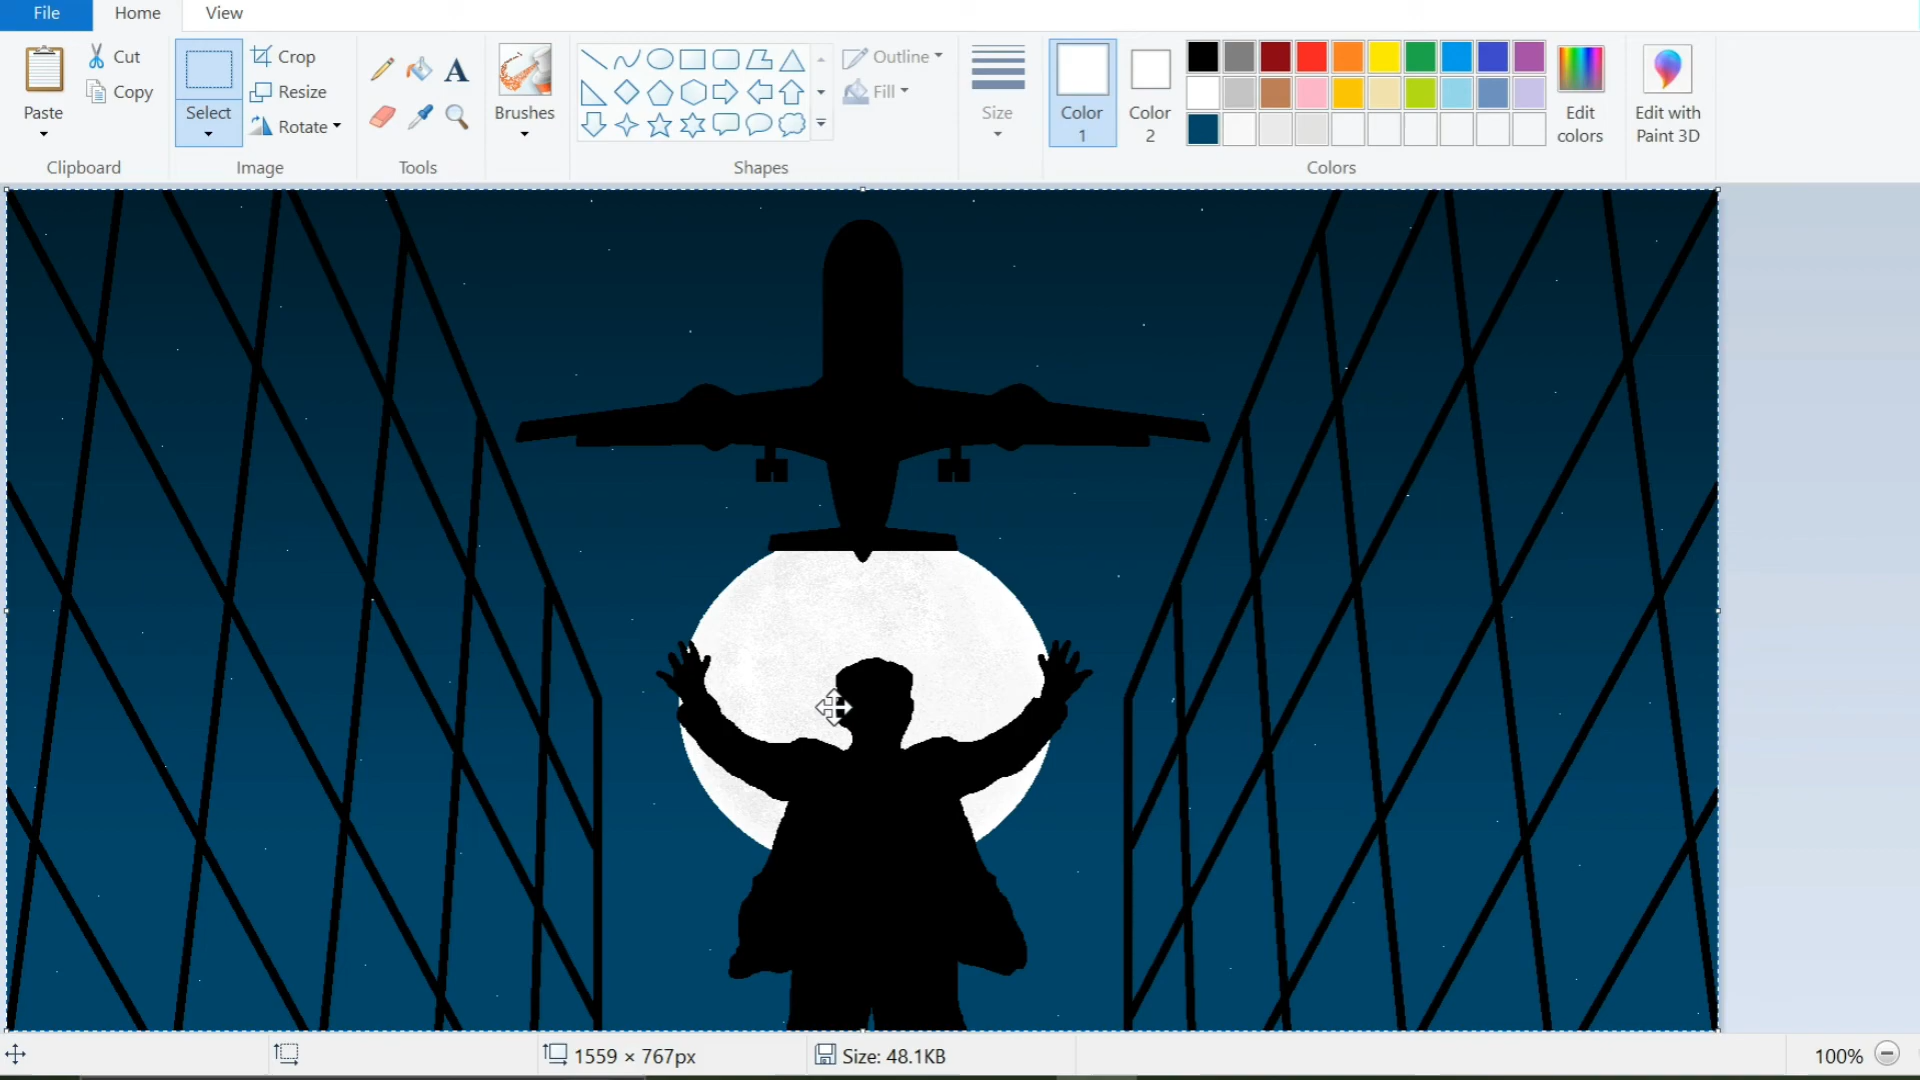 File Home View
Paste
Cut
Copy
Clipboard
Select
Crop
Resize
Rotate
Image
A
Tools
Brushes
Shapes
Outline
Fill
Size
Color
1
Color
2
Edit
colors
Colors
Edit with
Paint 3D
1559 × 767px
Size: 48.1KB
100%